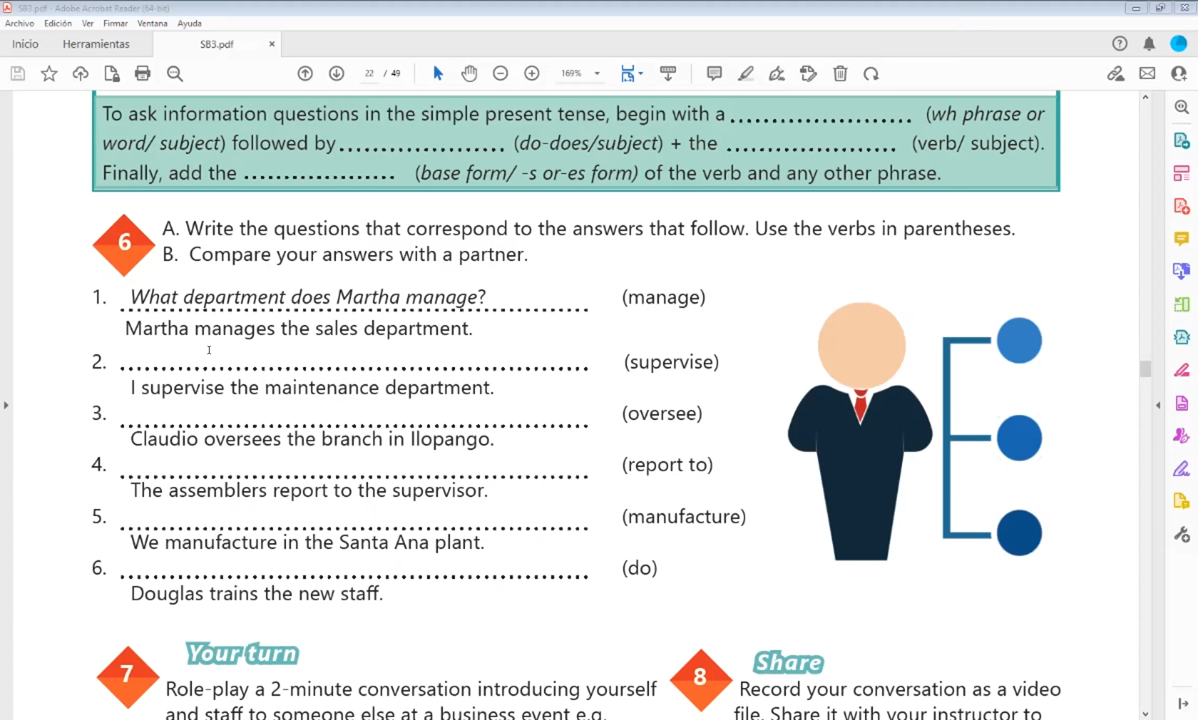 SB3.pdf - Adobe Acrobat Reader (64-bit)
Archivo Edición Ver Firmar Ventana Ayuda
Inicio Herramientas SB3.pdf ×
22 / 49 169%
To ask information questions in the simple present tense, begin with a ........................ (wh phrase or
word/ subject) followed by ..................... (do-does/subject) + the ..................... (verb/ subject).
Finally, add the ................... (base form/ -s or-es form) of the verb and any other phrase.
6
A. Write the questions that correspond to the answers that follow. Use the verbs in parentheses.
B. Compare your answers with a partner.
1. What department does Martha manage? (manage)
Martha manages the sales department.
2. ............................................................ (supervise)
I supervise the maintenance department.
3. ............................................................ (oversee)
Claudio oversees the branch in Ilopango.
4. ............................................................ (report to)
The assemblers report to the supervisor.
5. ............................................................ (manufacture)
We manufacture in the Santa Ana plant.
6. ............................................................ (do)
Douglas trains the new staff.
7
Your turn
Role-play a 2-minute conversation introducing yourself
and staff to someone else at a business event e.g.
8
Share
Record your conversation as a video
file. Share it with your instructor to